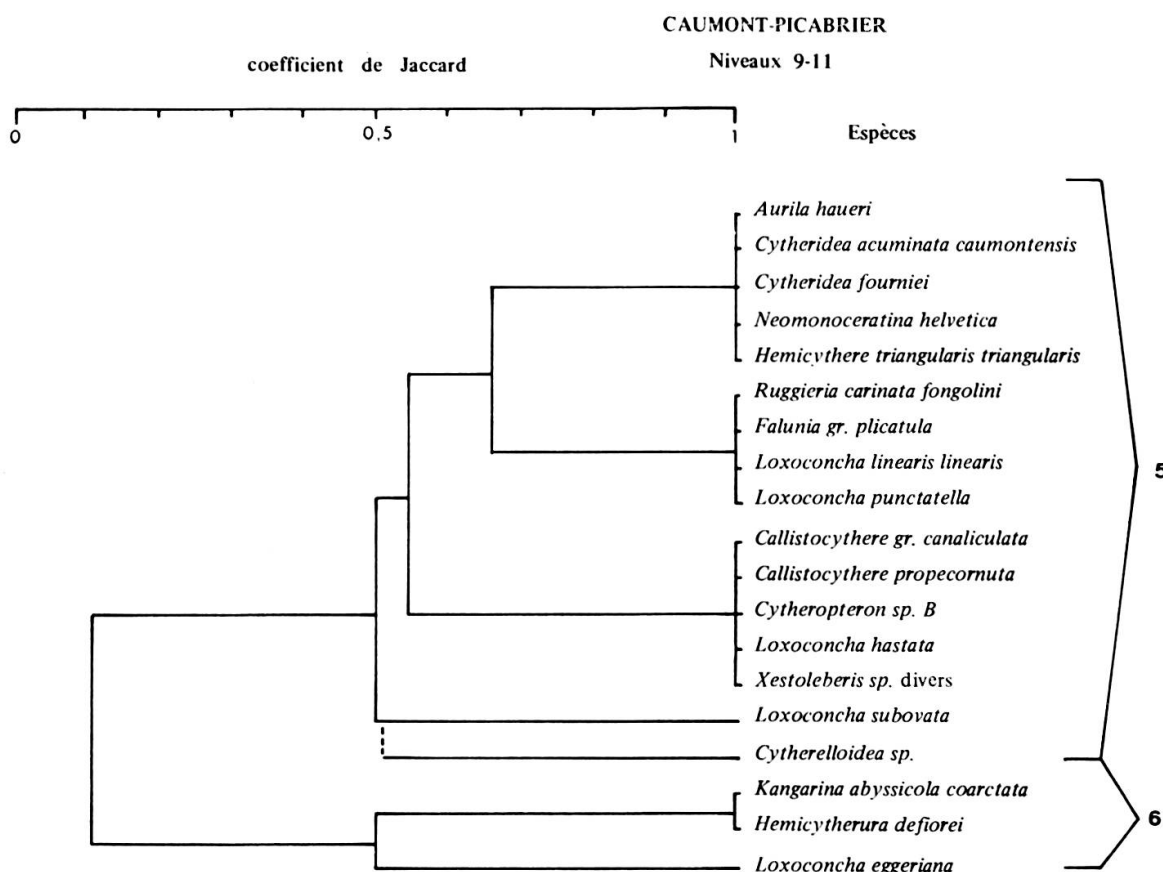 CAUMONT-PICABRIER
coefficient de Jaccard
Niveaux 9-11
0
0,5
1
Espèces
Aurila haueri
Cytheridea acuminata caumontensis
Cytheridea fourniei
Neomonoceratina helvetica
Hemicythere triangularis triangularis
Ruggieria carinata fongolini
Falunia gr. plicatula
Loxoconcha linearis linearis
Loxoconcha punctatella
5
Callistocythere gr. canaliculata
Callistocythere propecornuta
Cytheropteron sp. B
Loxoconcha hastata
Xestoleberis sp. divers
Loxoconcha subovata
Cytherelloidea sp.
Kangarina abyssicola coarctata
Hemicytherura defiorei
6
Loxoconcha eggeriana